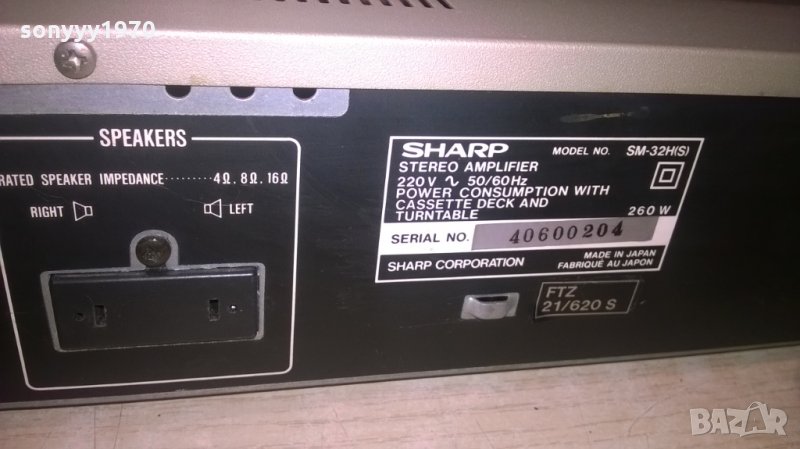 sonyyy1970
SPEAKERS
RATED SPEAKER IMPEDANCE········4Ω, 8Ω, 16Ω
RIGHT LEFT
SHARP MODEL NO. SM-32H(S)
STEREO AMPLIFIER
220V ∿ 50/60Hz
POWER CONSUMPTION WITH
CASSETTE DECK AND
TURNTABLE 260 W
SERIAL NO. 40600204
SHARP CORPORATION
MADE IN JAPAN
FABRIQUÉ AU JAPON
FTZ
21/620 S
BAZAR